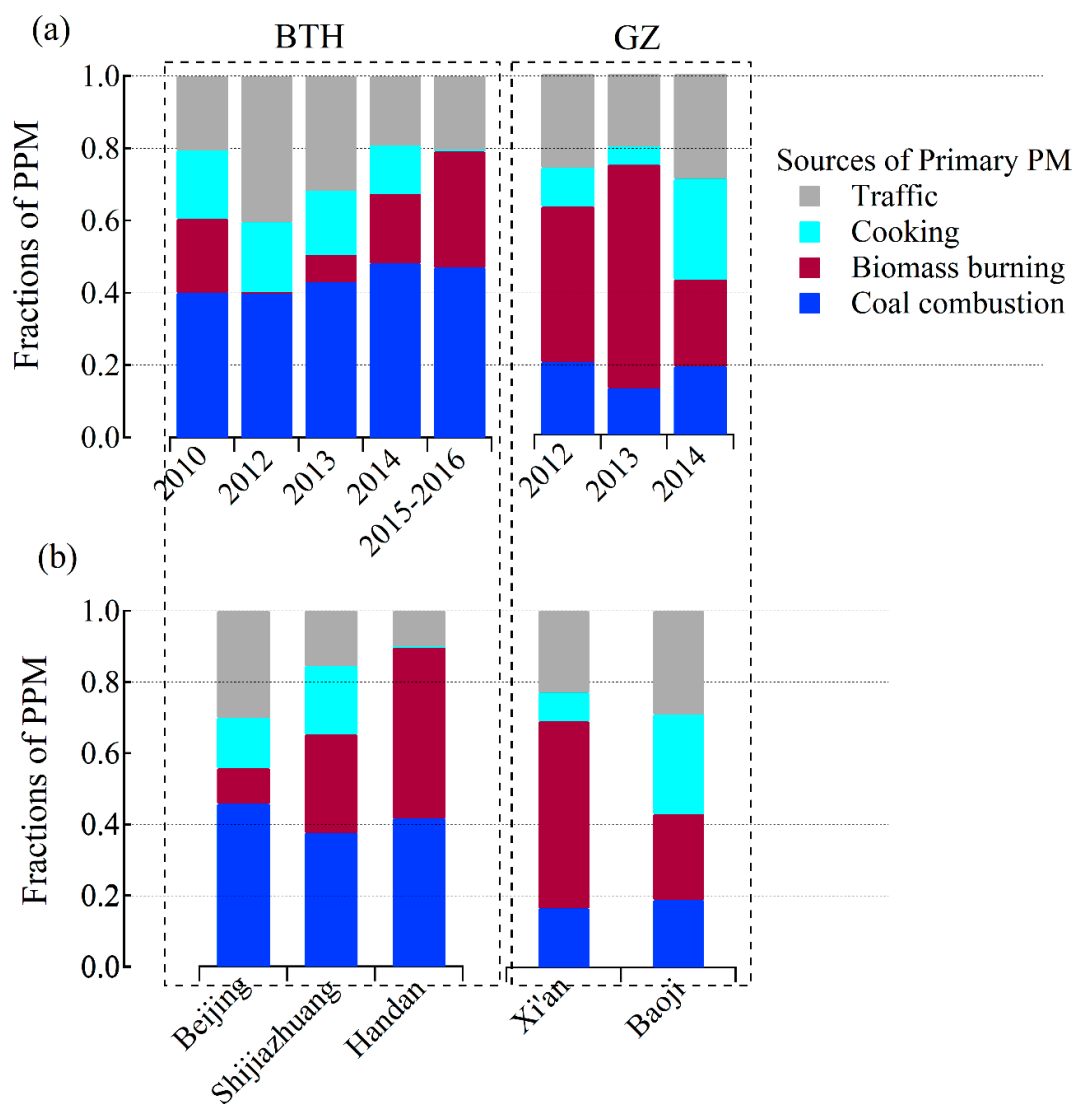 (a)
BTH
GZ
Fractions of PPM
1.0
0.8
0.6
0.4
0.2
0.0
2010
2012
2013
2014
2015-2016
2012
2013
2014
Sources of Primary PM
Traffic
Cooking
Biomass burning
Coal combustion
(b)
Fractions of PPM
1.0
0.8
0.6
0.4
0.2
0.0
Beijing
Shijiazhuang
Handan
Xi'an
Baoji